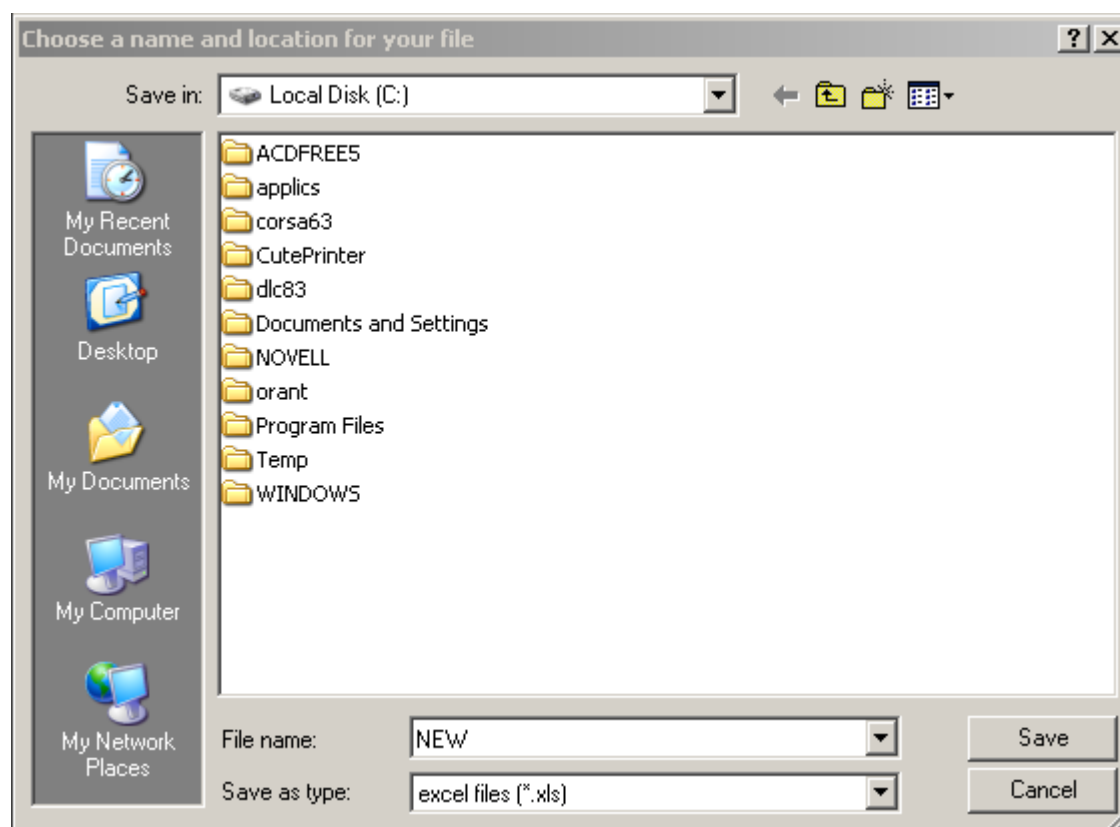 Choose a name and location for your file
Save in: Local Disk (C:)
My Recent
Documents
Desktop
My Documents
My Computer
My Network
Places
ACDFREE5
applics
corsa63
CutePrinter
dlc83
Documents and Settings
NOVELL
orant
Program Files
Temp
WINDOWS
File name: NEW Save
Save as type: excel files (*.xls) Cancel